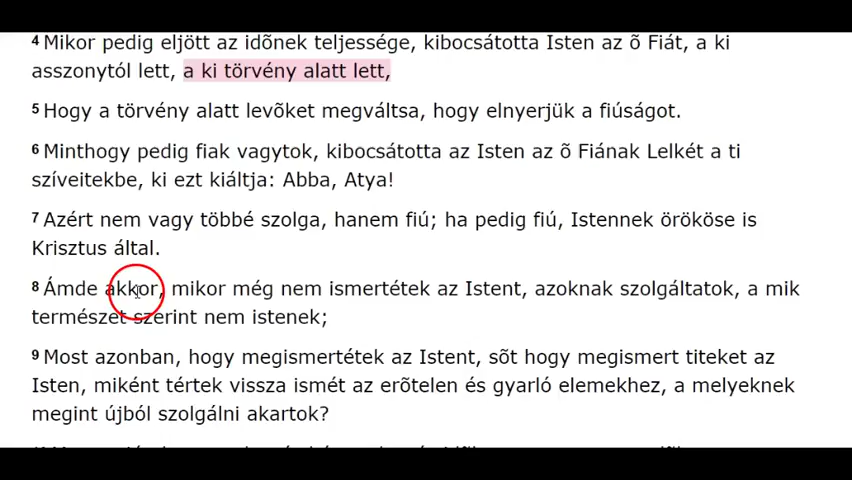 4 Mikor pedig eljött az idõnek teljessége, kibocsátotta Isten az õ Fiát, a ki
asszonytól lett, a ki törvény alatt lett,
5 Hogy a törvény alatt levõket megváltsa, hogy elnyerjük a fiúságot.
6 Minthogy pedig fiak vagytok, kibocsátotta az Isten az õ Fiának Lelkét a ti
szíveitekbe, ki ezt kiáltja: Abba, Atya!
7 Azért nem vagy többé szolga, hanem fiú; ha pedig fiú, Istennek örököse is
Krisztus által.
8 Ámde akkor, mikor még nem ismertétek az Istent, azoknak szolgáltatok, a mik
természet szerint nem istenek;
9 Most azonban, hogy megismertétek az Istent, sõt hogy megismert titeket az
Isten, miként tértek vissza ismét az erõtelen és gyarló elemekhez, a melyeknek
megint újból szolgálni akartok?